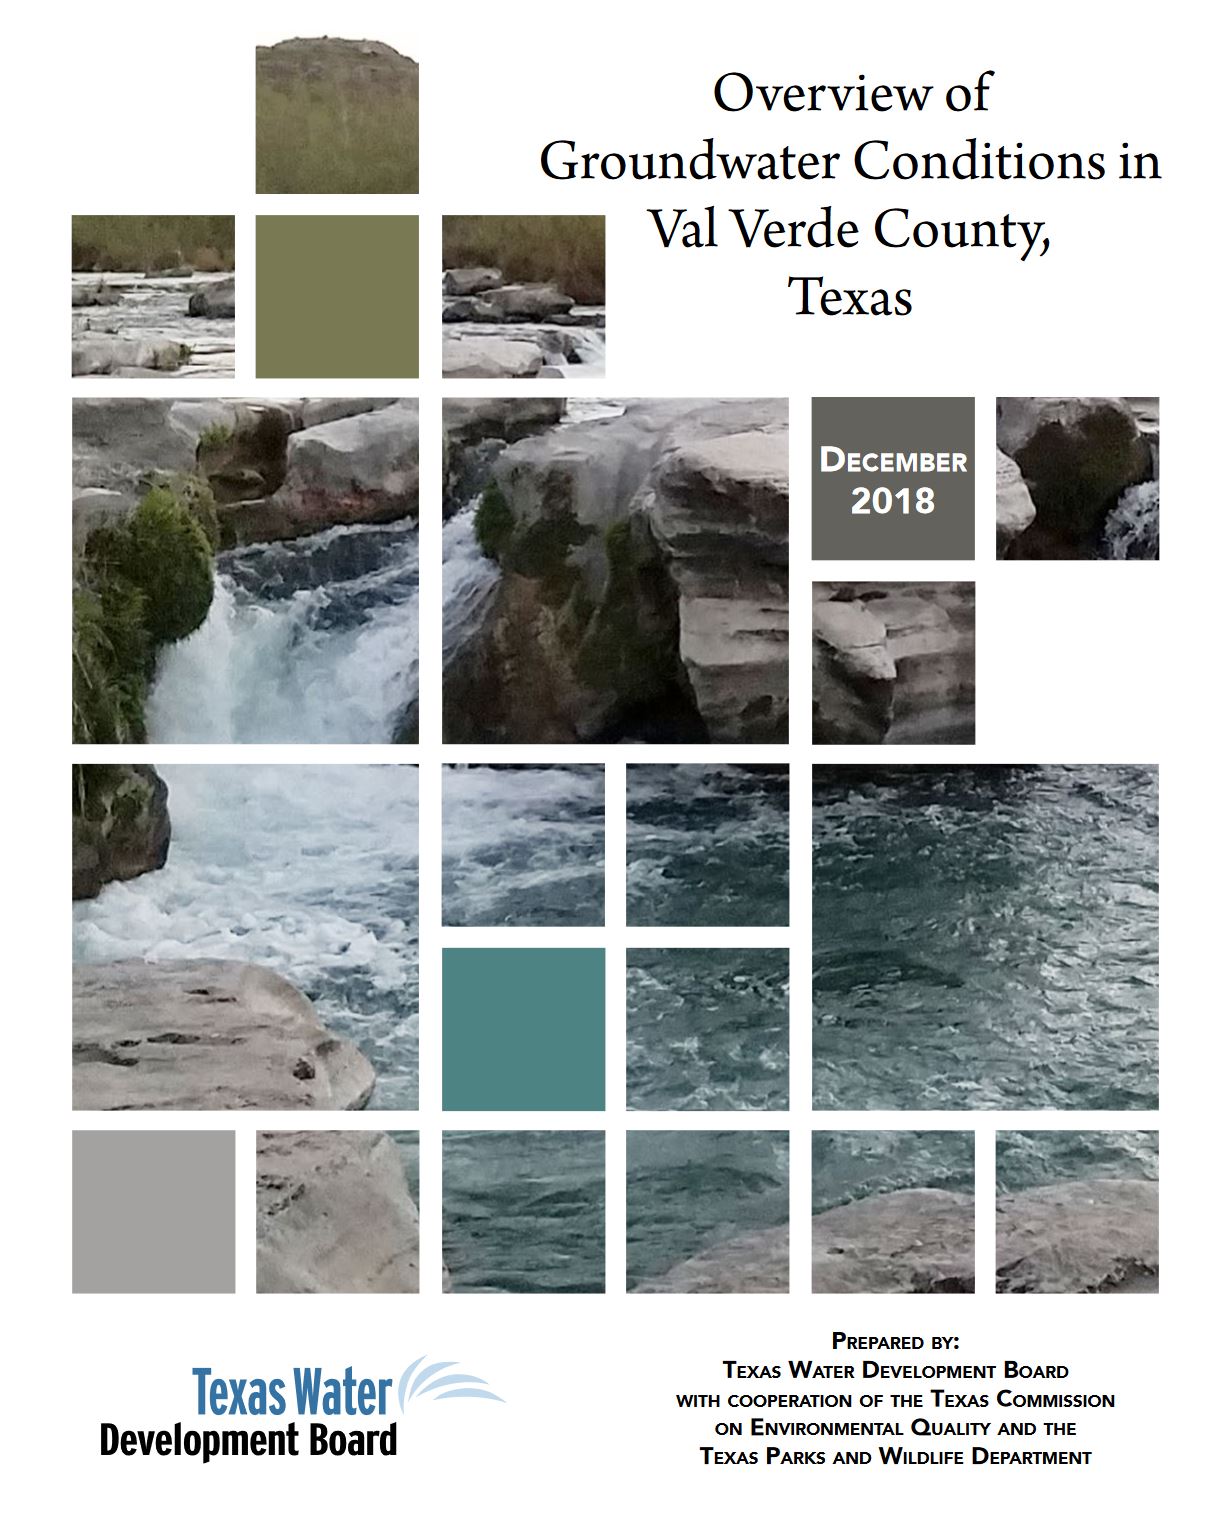 Overview of
Groundwater Conditions in
Val Verde County,
Texas
DECEMBER
2018
PREPARED BY:
TEXAS WATER DEVELOPMENT BOARD
WITH COOPERATION OF THE TEXAS COMMISSION
ON ENVIRONMENTAL QUALITY AND THE
TEXAS PARKS AND WILDLIFE DEPARTMENT
Texas Water
Development Board